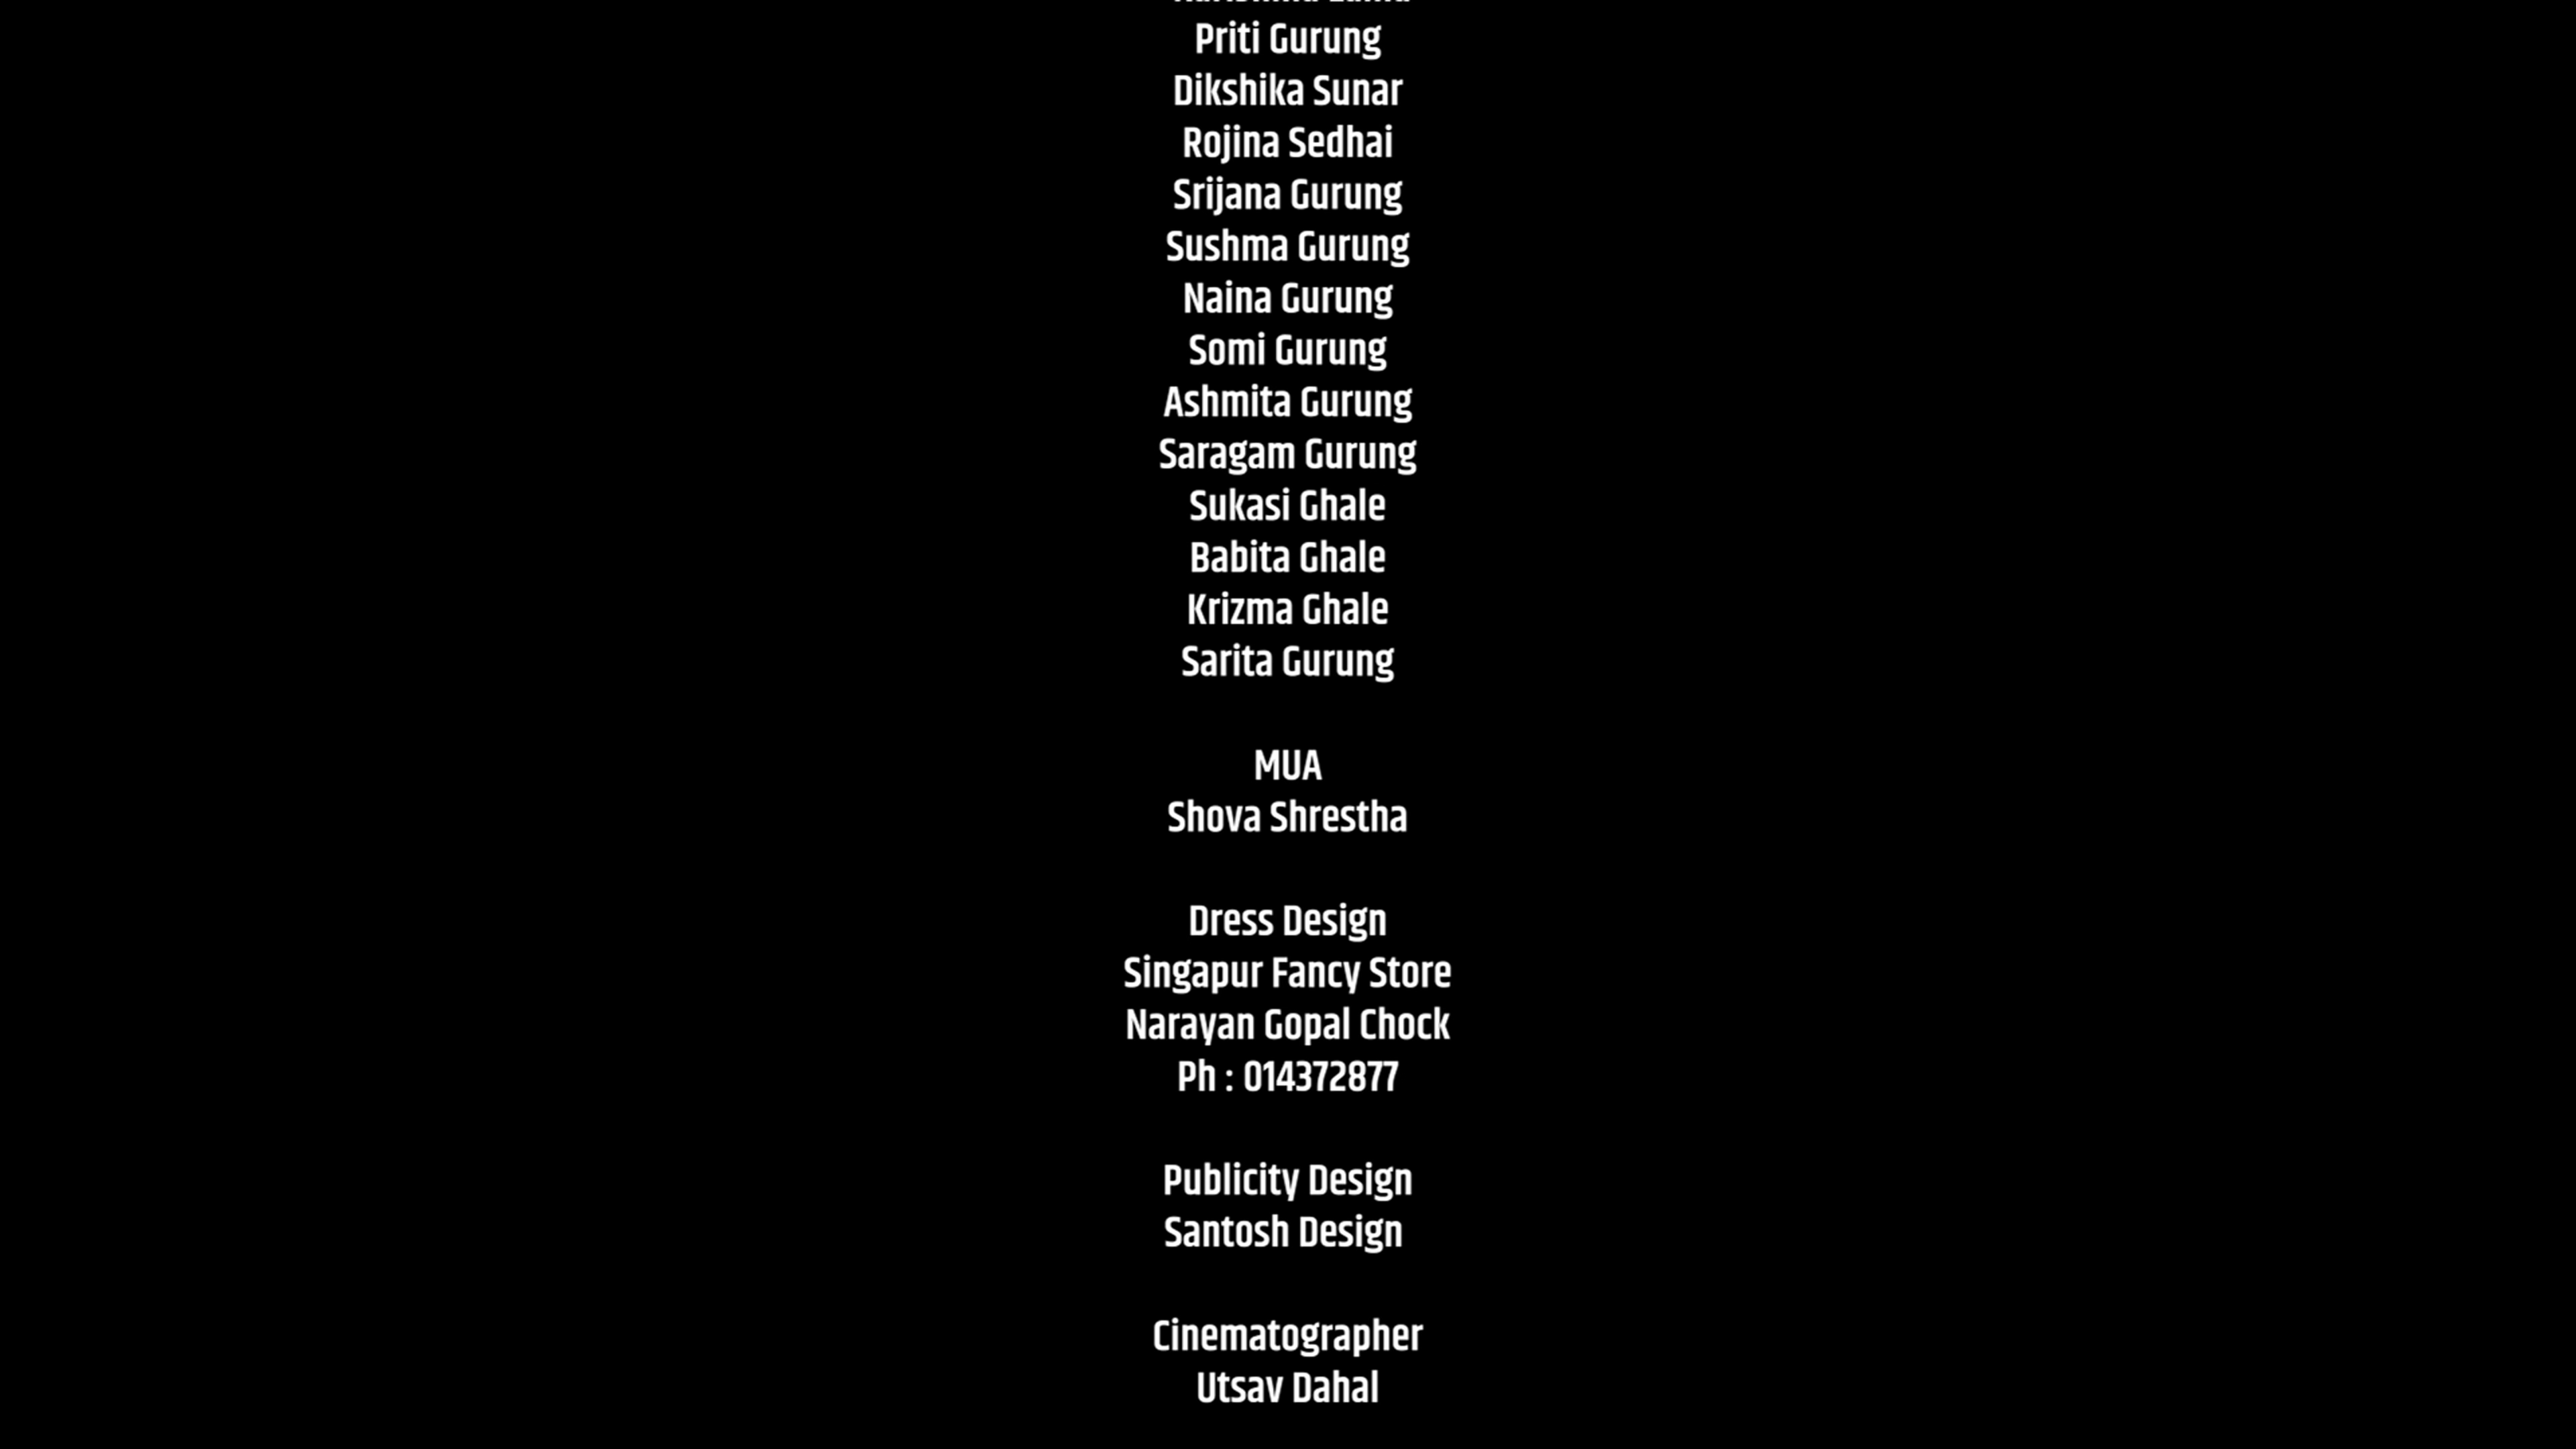 Priti Gurung
Dikshika Sunar
Rojina Sedhai
Srijana Gurung
Sushma Gurung
Naina Gurung
Somi Gurung
Ashmita Gurung
Saragam Gurung
Sukasi Ghale
Babita Ghale
Krizma Ghale
Sarita Gurung
MUA
Shova Shrestha
Dress Design
Singapur Fancy Store
Narayan Gopal Chock
Ph : 014372877
Publicity Design
Santosh Design
Cinematographer
Utsav Dahal